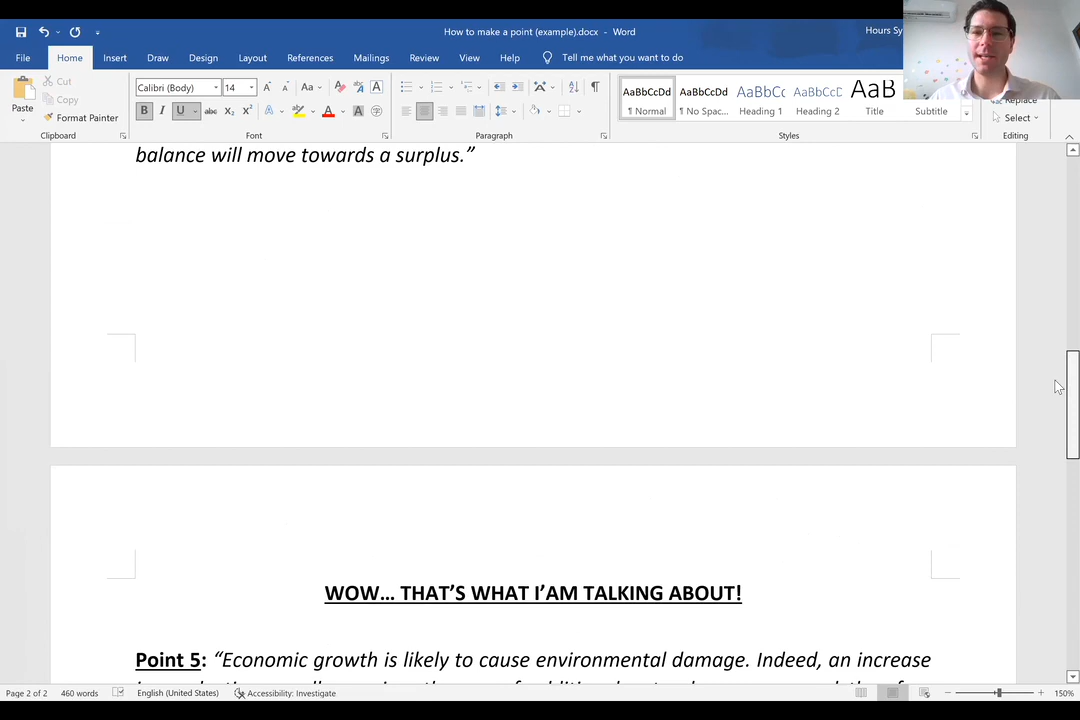 How to make a point (example).docx - Word
Hours Sy
File Home Insert Draw Design Layout References Mailings Review View Help Tell me what you want to do
Paste
Cut
Copy
Format Painter
Clipboard
Calibri (Body) 14
Font
Paragraph
AaBbCcDd AaBbCcDd AaBbCc AaBbCcD AaB
Normal No Spac... Heading 1 Heading 2 Title Subtitle
Styles
Replace
Select
Editing
balance will move towards a surplus.”
WOW... THAT’S WHAT I’AM TALKING ABOUT!
Point 5: “Economic growth is likely to cause environmental damage. Indeed, an increase
Page 2 of 2 460 words English (United States) Accessibility: Investigate 150%